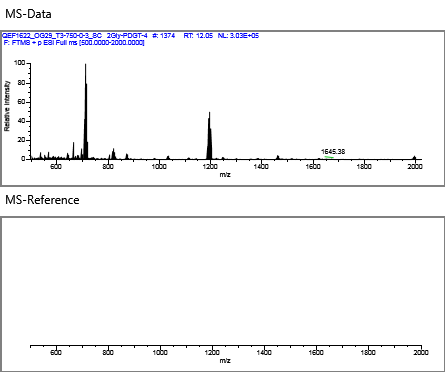 MS-Data
QEF1622_OG29_T3-750-0-3_8C 2Gly-PDGT-4 #: 1374 RT: 12.05 NL: 3.03E+05
F: FTMS + p ESI Full ms [500.0000-2000.0000]
Relative Intensity
100
80
60
40
20
0
1645.38
600 800 1000 1200 1400 1600 1800 2000
m/z
MS-Reference
600 800 1000 1200 1400 1600 1800 2000
m/z